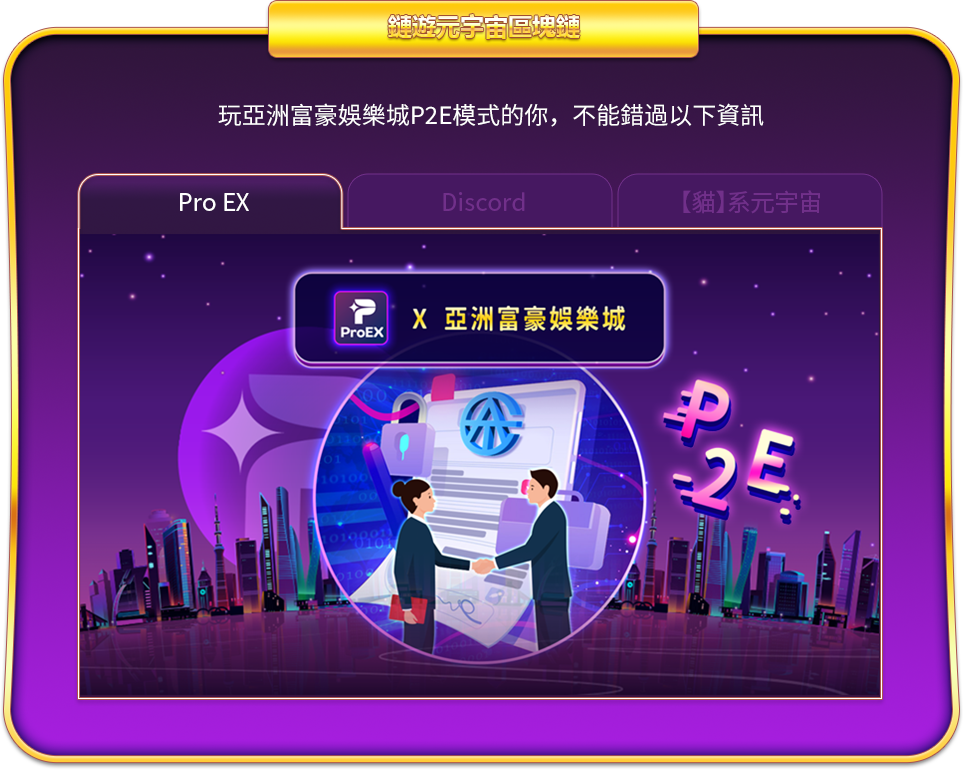 鏈遊元宇宙區塊鏈
玩亞洲富豪娛樂城P2E模式的你，不能錯過以下資訊
Pro EX
Discord
【貓】系元宇宙
ProEX
X 亞洲富豪娛樂城
P
2
E